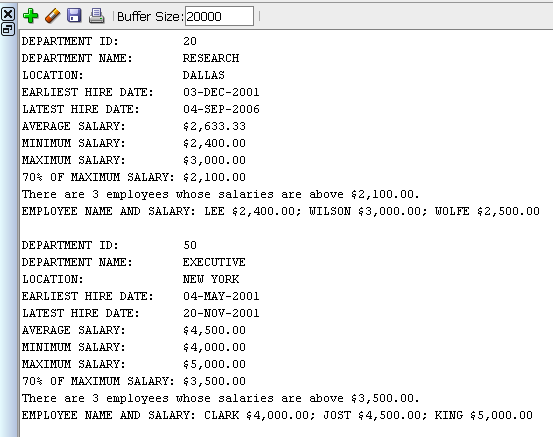 Buffer Size: 20000
DEPARTMENT ID: 20
DEPARTMENT NAME: RESEARCH
LOCATION: DALLAS
EARLIEST HIRE DATE: 03-DEC-2001
LATEST HIRE DATE: 04-SEP-2006
AVERAGE SALARY: $2,633.33
MINIMUM SALARY: $2,400.00
MAXIMUM SALARY: $3,000.00
70% OF MAXIMUM SALARY: $2,100.00
There are 3 employees whose salaries are above $2,100.00.
EMPLOYEE NAME AND SALARY: LEE $2,400.00; WILSON $3,000.00; WOLFE $2,500.00
DEPARTMENT ID: 50
DEPARTMENT NAME: EXECUTIVE
LOCATION: NEW YORK
EARLIEST HIRE DATE: 04-MAY-2001
LATEST HIRE DATE: 20-NOV-2001
AVERAGE SALARY: $4,500.00
MINIMUM SALARY: $4,000.00
MAXIMUM SALARY: $5,000.00
70% OF MAXIMUM SALARY: $3,500.00
There are 3 employees whose salaries are above $3,500.00.
EMPLOYEE NAME AND SALARY: CLARK $4,000.00; JOST $4,500.00; KING $5,000.00